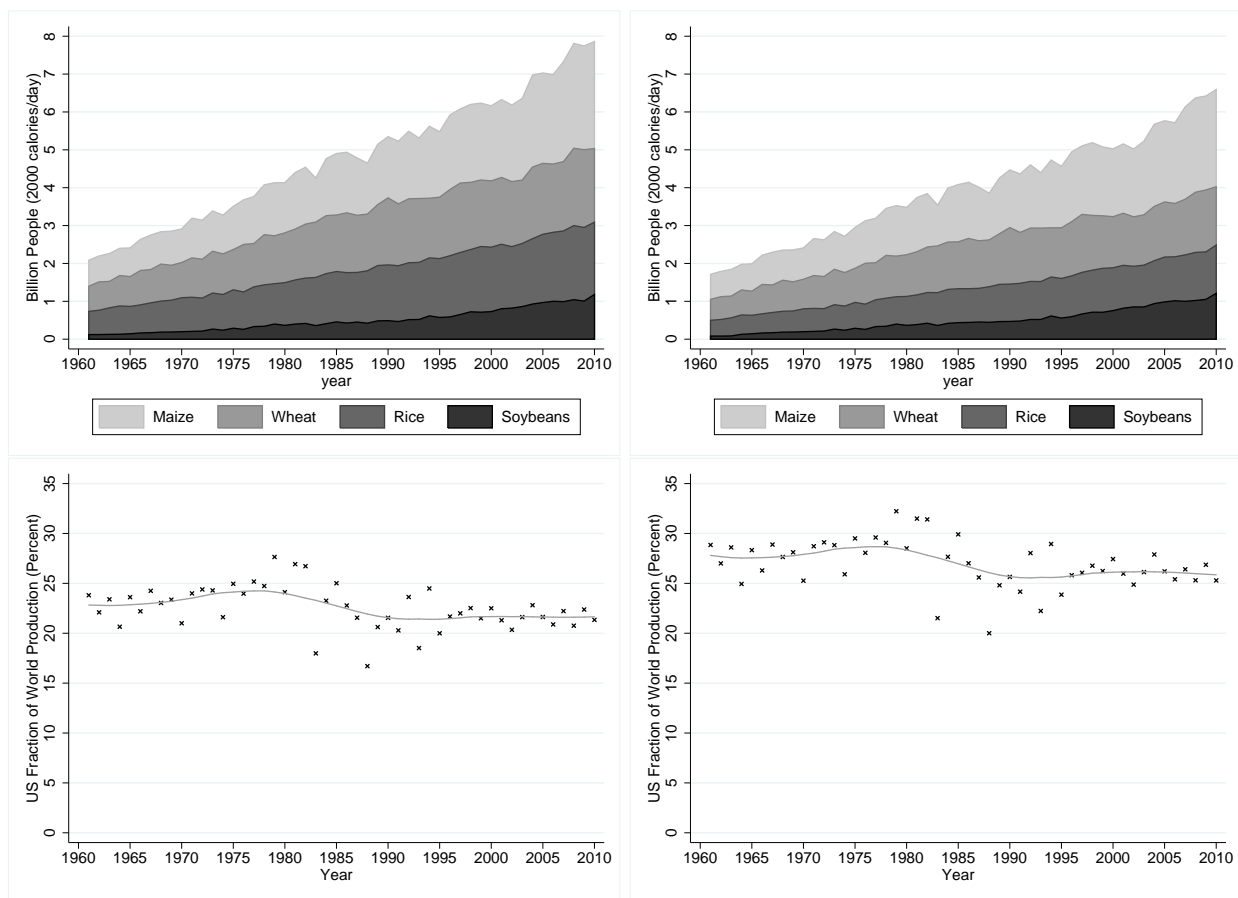 Billion People (2000 calories/day)
8
7
6
5
4
3
2
1
0
1960 1965 1970 1975 1980 1985 1990 1995 2000 2005 2010
year
Maize Wheat Rice Soybeans
Billion People (2000 calories/day)
8
7
6
5
4
3
2
1
0
1960 1965 1970 1975 1980 1985 1990 1995 2000 2005 2010
year
Maize Wheat Rice Soybeans
US Fraction of World Production (Percent)
35
30
25
20
15
10
5
0
1960 1965 1970 1975 1980 1985 1990 1995 2000 2005 2010
Year
US Fraction of World Production (Percent)
35
30
25
20
15
10
5
0
1960 1965 1970 1975 1980 1985 1990 1995 2000 2005 2010
Year